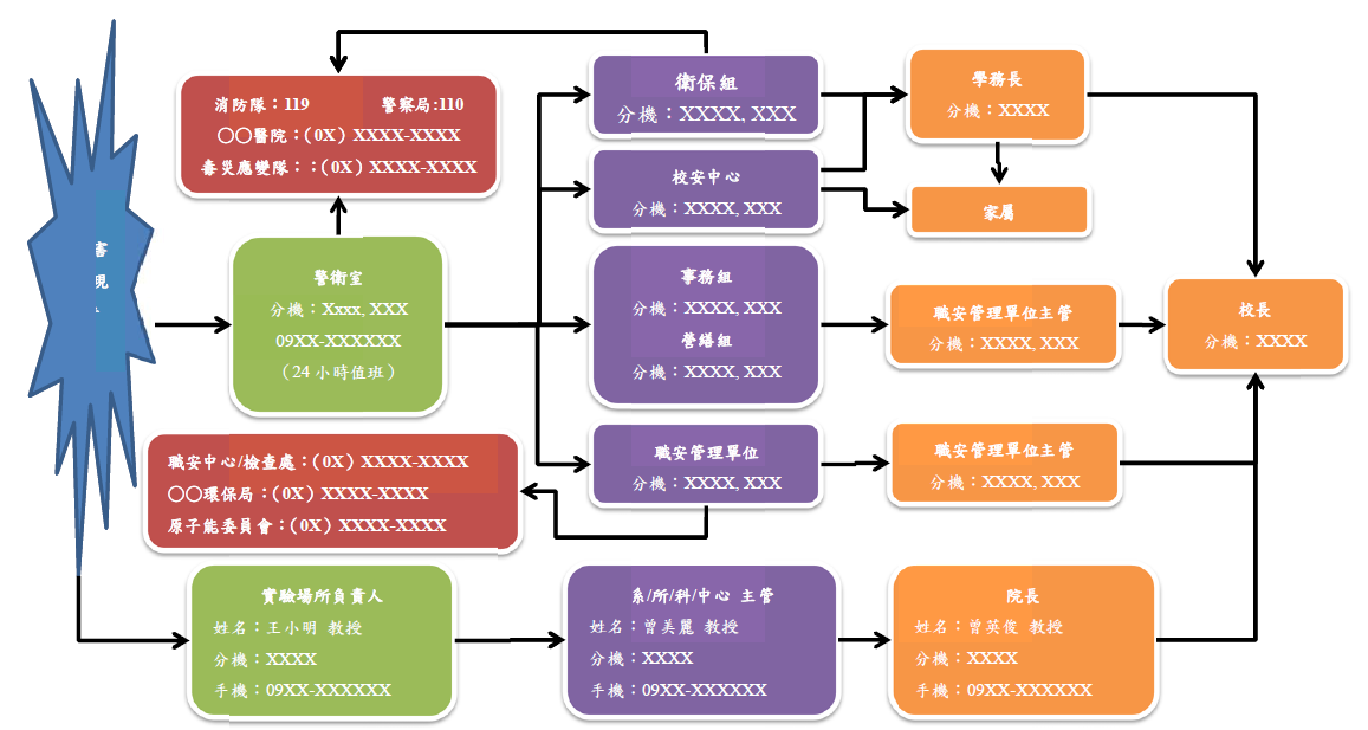 消防隊：119 警察局:110
〇〇醫院：(0X) XXXX-XXXX
毒災應變隊：：(0X) XXXX-XXXX
衛保組
分機：XXXX, XXX
學務長
分機：XXXX
校安中心
分機：XXXX, XXX
家屬
警衛室
分機：Xxxx, XXX
09XX-XXXXXX
（24 小時值班）
事務組
分機：XXXX, XXX
營繕組
分機：XXXX, XXX
職安管理單位主管
分機：XXXX, XXX
校長
分機：XXXX
職安中心/檢查處：(0X) XXXX-XXXX
〇〇環保局：(0X) XXXX-XXXX
原子能委員會：(0X) XXXX-XXXX
職安管理單位
分機：XXXX, XXX
職安管理單位主管
分機：XXXX, XXX
實驗場所負責人
姓名：王小明 教授
分機：XXXX
手機：09XX-XXXXXX
系/所/科/中心 主管
姓名：曾美麗 教授
分機：XXXX
手機：09XX-XXXXXX
院長
姓名：曾英俊 教授
分機：XXXX
手機：09XX-XXXXXX